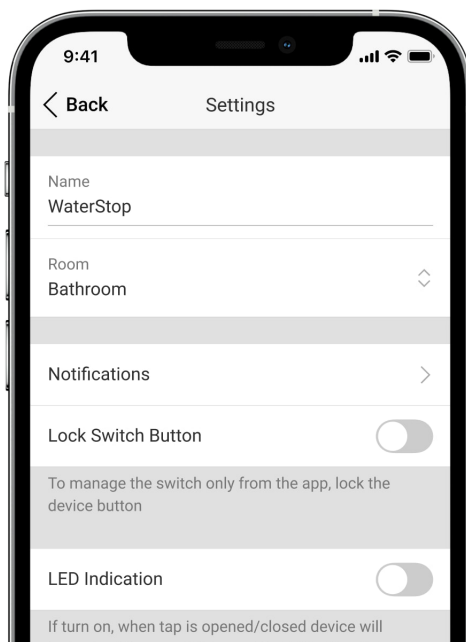 9:41
Back
Settings
Name
WaterStop
Room
Bathroom
Notifications
Lock Switch Button
To manage the switch only from the app, lock the
device button
LED Indication
If turn on, when tap is opened/closed device will